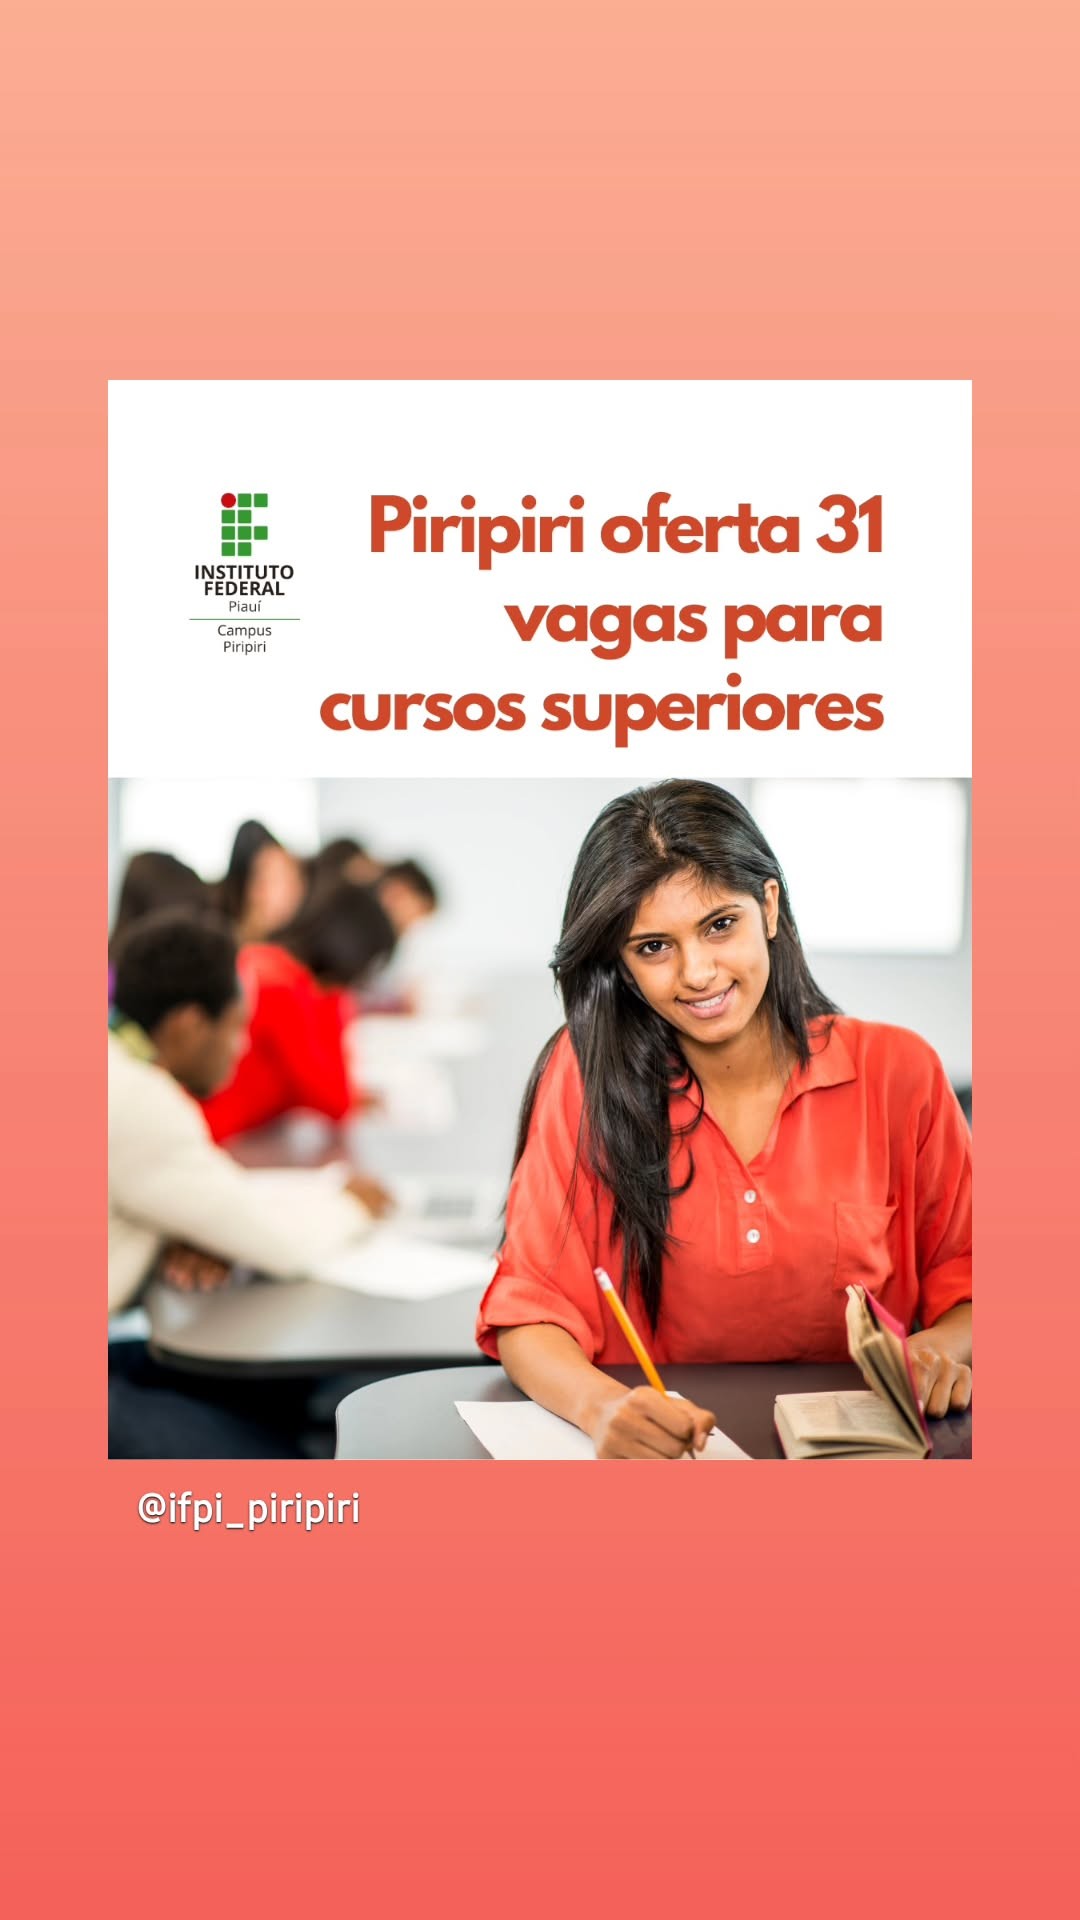 INSTITUTO
FEDERAL
Piauí
Campus
Piripiri
Piripiri oferta 31
vagas para
cursos superiores
@ifpi_piripiri